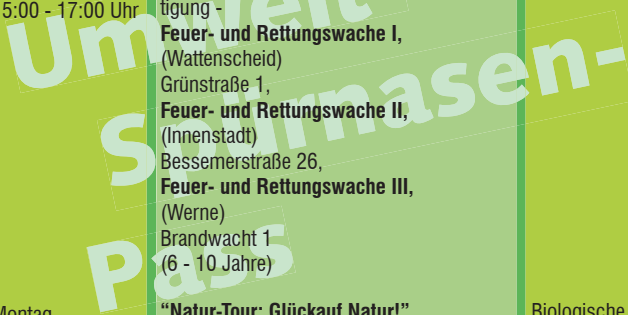 5:00 - 17:00 Uhr
tigung -
Feuer- und Rettungswache I,
(Wattenscheid)
Grünstraße 1,
Feuer- und Rettungswache II,
(Innenstadt)
Bessemerstraße 26,
Feuer- und Rettungswache III,
(Werne)
Brandwacht 1
(6 - 10 Jahre)
"Natur-Tour: Glückauf Natur!"
Montag
Biologische
Umwelt
Spürnasen-
Pass